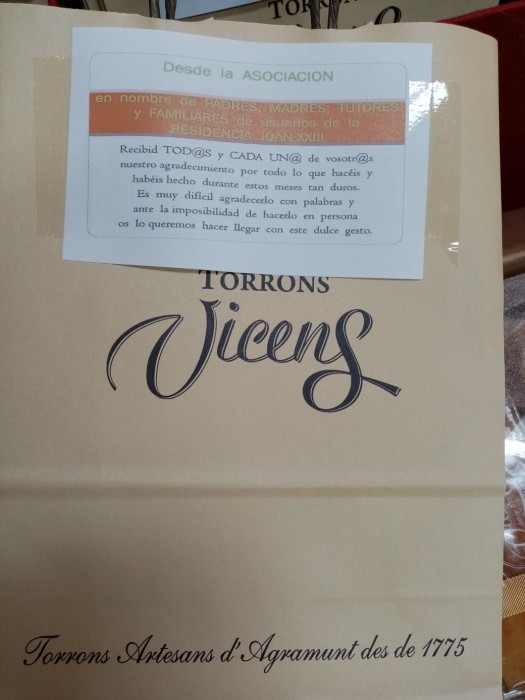 TORRONS
Desde la ASOCIACION
en nombre de PADRES, MADRES, TUTORES
y FAMILIARES de usuarios de la
RESIDENCIA JOAN XXIII
Recibid TOD@S y CADA UN@ de vosotr@s
nuestro agradecimiento por todo lo que hacéis y
habéis hecho durante estos meses tan duros.
Es muy difícil agradecerlo con palabras y
ante la imposibilidad de hacerlo en persona
os lo queremos hacer llegar con este dulce gesto.
TORRONS
Vicens
Torrons Artesans d'Agramunt des de 1775